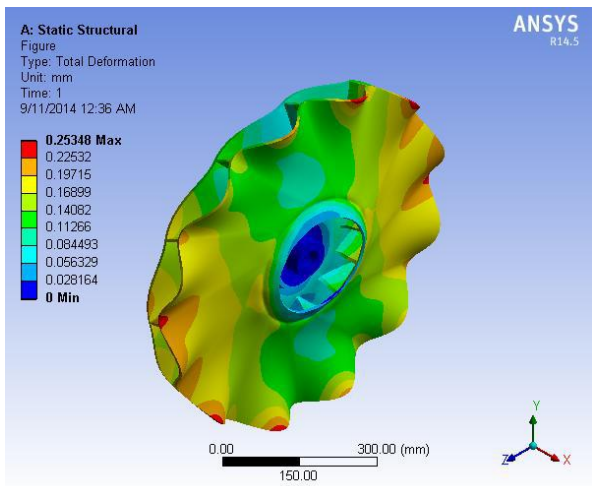 A: Static Structural
Figure
Type: Total Deformation
Unit: mm
Time: 1
9/11/2014 12:36 AM
ANSYS
R14.5
0.25348 Max
0.22532
0.19715
0.16899
0.14082
0.11266
0.084493
0.056329
0.028164
0 Min
0.00
300.00 (mm)
150.00
Y
Z
X